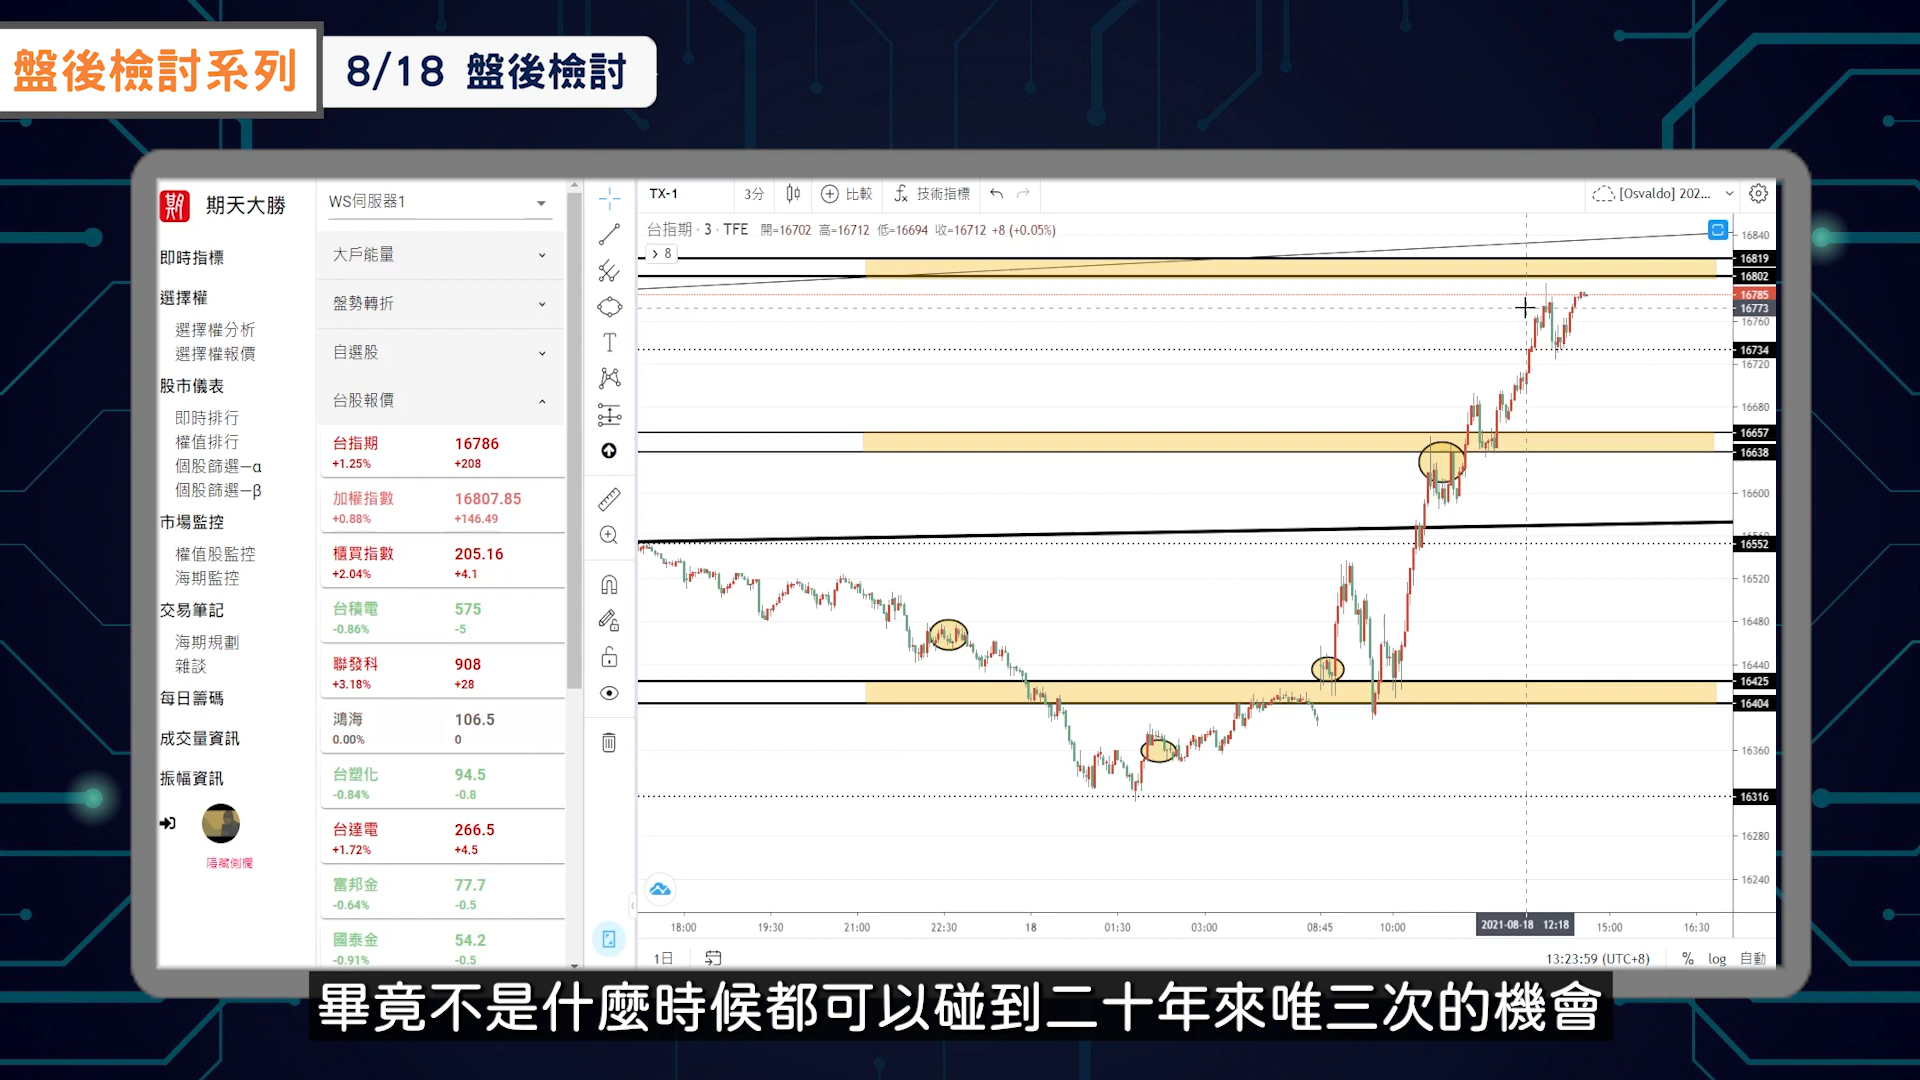 盤後檢討系列
8/18 盤後檢討
期 期天大勝
即時指標
選擇權
選擇權分析
選擇權報價
股市儀表
即時排行
權值排行
個股篩選—α
個股篩選—β
市場監控
權值股監控
海期監控
交易筆記
海期規劃
雜談
每日籌碼
成交量資訊
振幅資訊
隱藏側欄
WS伺服器1
大戶能量
盤勢轉折
自選股
台股報價
台指期 16786
+1.25% +208
加權指數 16807.85
+0.88% +146.49
櫃買指數 205.16
+2.04% +4.1
台積電 575
-0.86% -5
聯發科 908
+3.18% +28
鴻海 106.5
0.00% 0
台塑化 94.5
-0.84% -0.8
台達電 266.5
+1.72% +4.5
富邦金 77.7
-0.64% -0.5
國泰金 54.2
-0.91% -0.5
TX-1 3分 比較 技術指標 [Osvaldo] 202...
台指期 · 3 · TFE 開=16702 高=16712 低=16694 收=16712 +8 (+0.05%)
8
16840
16819
16802
16785
16773
16760
16734
16720
16680
16657
16638
16600
16552
16520
16480
16440
16425
16404
16360
16316
16280
16240
18:00 19:30 21:00 22:30 18 01:30 03:00 08:45 10:00 2021-08-18 12:18 15:00 16:30
1日 13:23:59 (UTC+8) % log 自動
畢竟不是什麼時候都可以碰到二十年來唯三次的機會